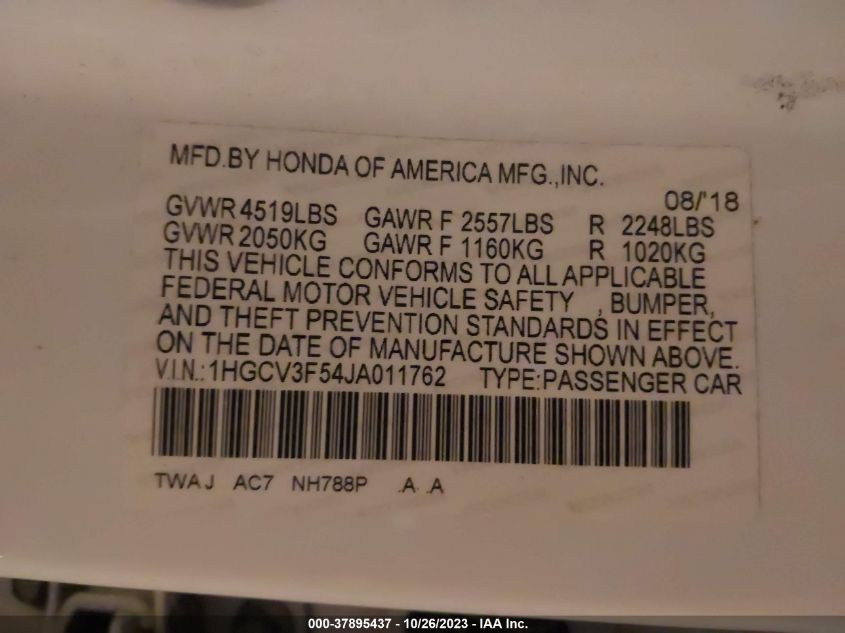 MFD.BY HONDA OF AMERICA MFG.,INC.
08/'18
GVWR 4519LBS GAWR F 2557LBS R 2248LBS
GVWR 2050KG GAWR F 1160KG R 1020KG
THIS VEHICLE CONFORMS TO ALL APPLICABLE
FEDERAL MOTOR VEHICLE SAFETY , BUMPER,
AND THEFT PREVENTION STANDARDS IN EFFECT
ON THE DATE OF MANUFACTURE SHOWN ABOVE.
V.I.N.:1HGCV3F54JA011762 TYPE:PASSENGER CAR
TWAJ AC7 NH788P .A .A
000-37895437 - 10/26/2023 - IAA Inc.